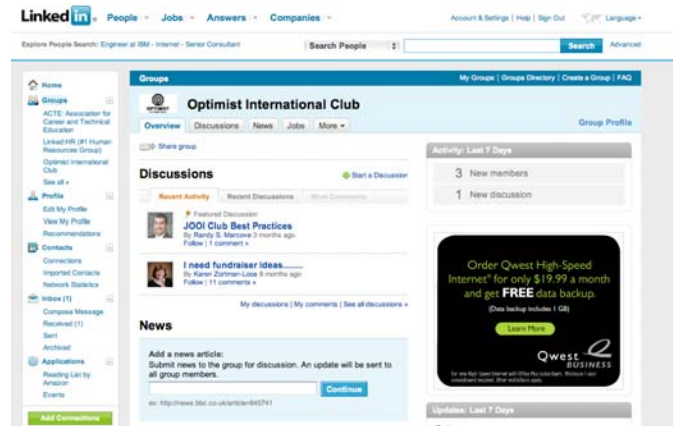 Linked in
People Jobs Answers Companies
Account & Settings | Help | Sign Out Language
Explore People Search: Engineer at IBM - Internet - Senior Consultant
Search People
Search
Advanced
Home
Groups
ACTE: Association for
Career and Technical
Education
Linked:HR (#1 Human
Resources Group)
Optimist International
Club
See all »
Profile
Edit My Profile
View My Profile
Recommendations
Contacts
Connections
Imported Contacts
Network Statistics
Inbox (1)
Compose Message
Received (1)
Sent
Archived
Applications
Reading List by
Amazon
Events
Add Connections
Groups
My Groups | Groups Directory | Create a Group | FAQ
OPTIMIST
Optimist International Club
Overview Discussions News Jobs More
Group Profile
Share group
Discussions
Start a Discussion
Recent Activity Recent Discussions Most Comments
Featured Discussion
JOOI Club Best Practices
By Randy S. Marcove 3 months ago
Follow | 1 comment »
I need fundraiser ideas........
By Karen Zortman-Loos 8 months ago
Follow | 11 comments »
My discussions | My comments | See all discussions »
News
Add a news article:
Submit news to the group for discussion. An update will be sent to
all group members.
Continue
ex: http://news.bbc.co.uk/article=845741
Activity: Last 7 Days
3 New members
1 New discussion
Order Qwest High-Speed
Internet® for only $19.99 a month
and get FREE data backup.
(Data backup includes 1 GB)
Learn More
Qwest
BUSINESS
Updates: Last 7 Days